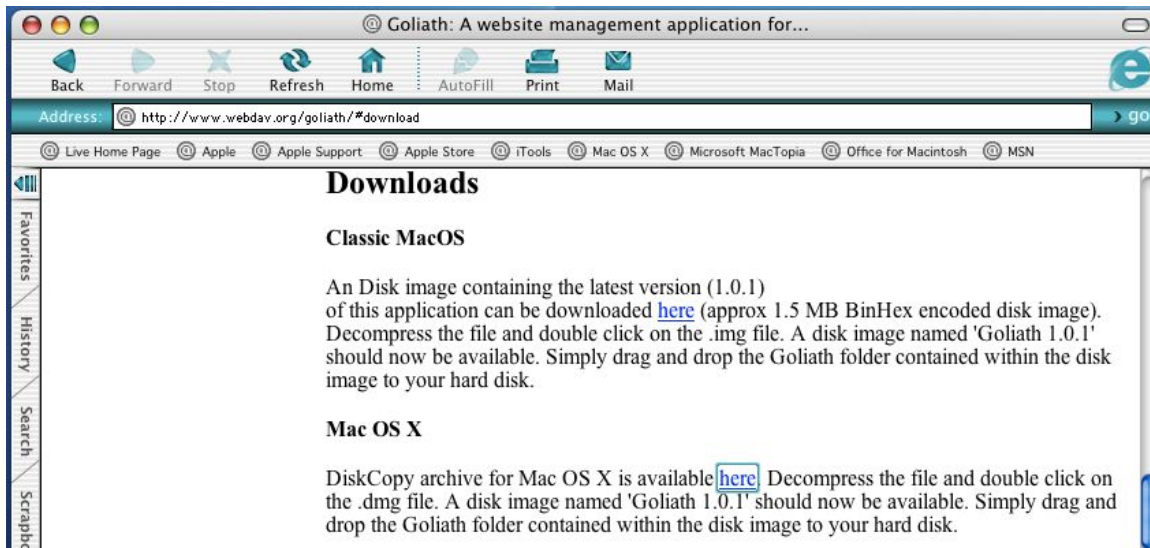 Goliath: A website management application for...
Back Forward Stop Refresh Home AutoFill Print Mail
Address: http://www.webdav.org/goliath/#download go
Live Home Page Apple Apple Support Apple Store iTools Mac OS X Microsoft MacTopia Office for Macintosh MSN
Favorites
History
Search
Downloads
Classic MacOS
An Disk image containing the latest version (1.0.1)
of this application can be downloaded here (approx 1.5 MB BinHex encoded disk image).
Decompress the file and double click on the .img file. A disk image named 'Goliath 1.0.1'
should now be available. Simply drag and drop the Goliath folder contained within the disk
image to your hard disk.
Mac OS X
DiskCopy archive for Mac OS X is available here. Decompress the file and double click on
the .dmg file. A disk image named 'Goliath 1.0.1' should now be available. Simply drag and
drop the Goliath folder contained within the disk image to your hard disk.